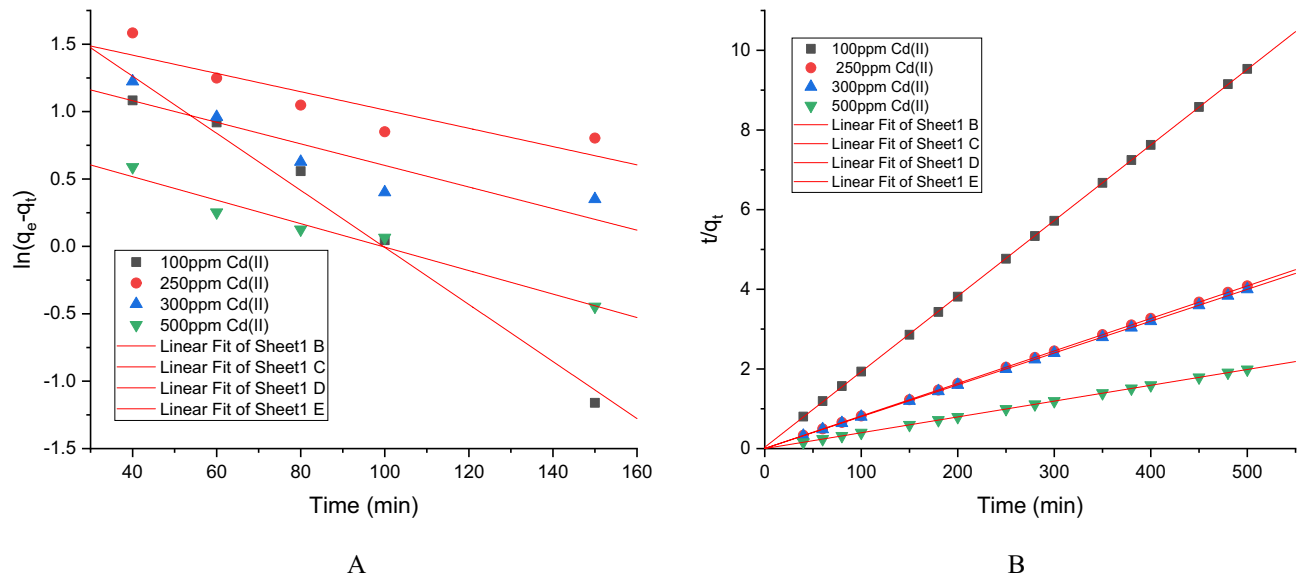 ln(qe-qt)
1.5
1.0
0.5
0.0
-0.5
-1.0
-1.5
100ppm Cd(II)
250ppm Cd(II)
300ppm Cd(II)
500ppm Cd(II)
Linear Fit of Sheet1 B
Linear Fit of Sheet1 C
Linear Fit of Sheet1 D
Linear Fit of Sheet1 E
40 60 80 100 120 140 160
Time (min)
A
t/qt
10
8
6
4
2
0
100ppm Cd(II)
250ppm Cd(II)
300ppm Cd(II)
500ppm Cd(II)
Linear Fit of Sheet1 B
Linear Fit of Sheet1 C
Linear Fit of Sheet1 D
Linear Fit of Sheet1 E
0 100 200 300 400 500
Time (min)
B